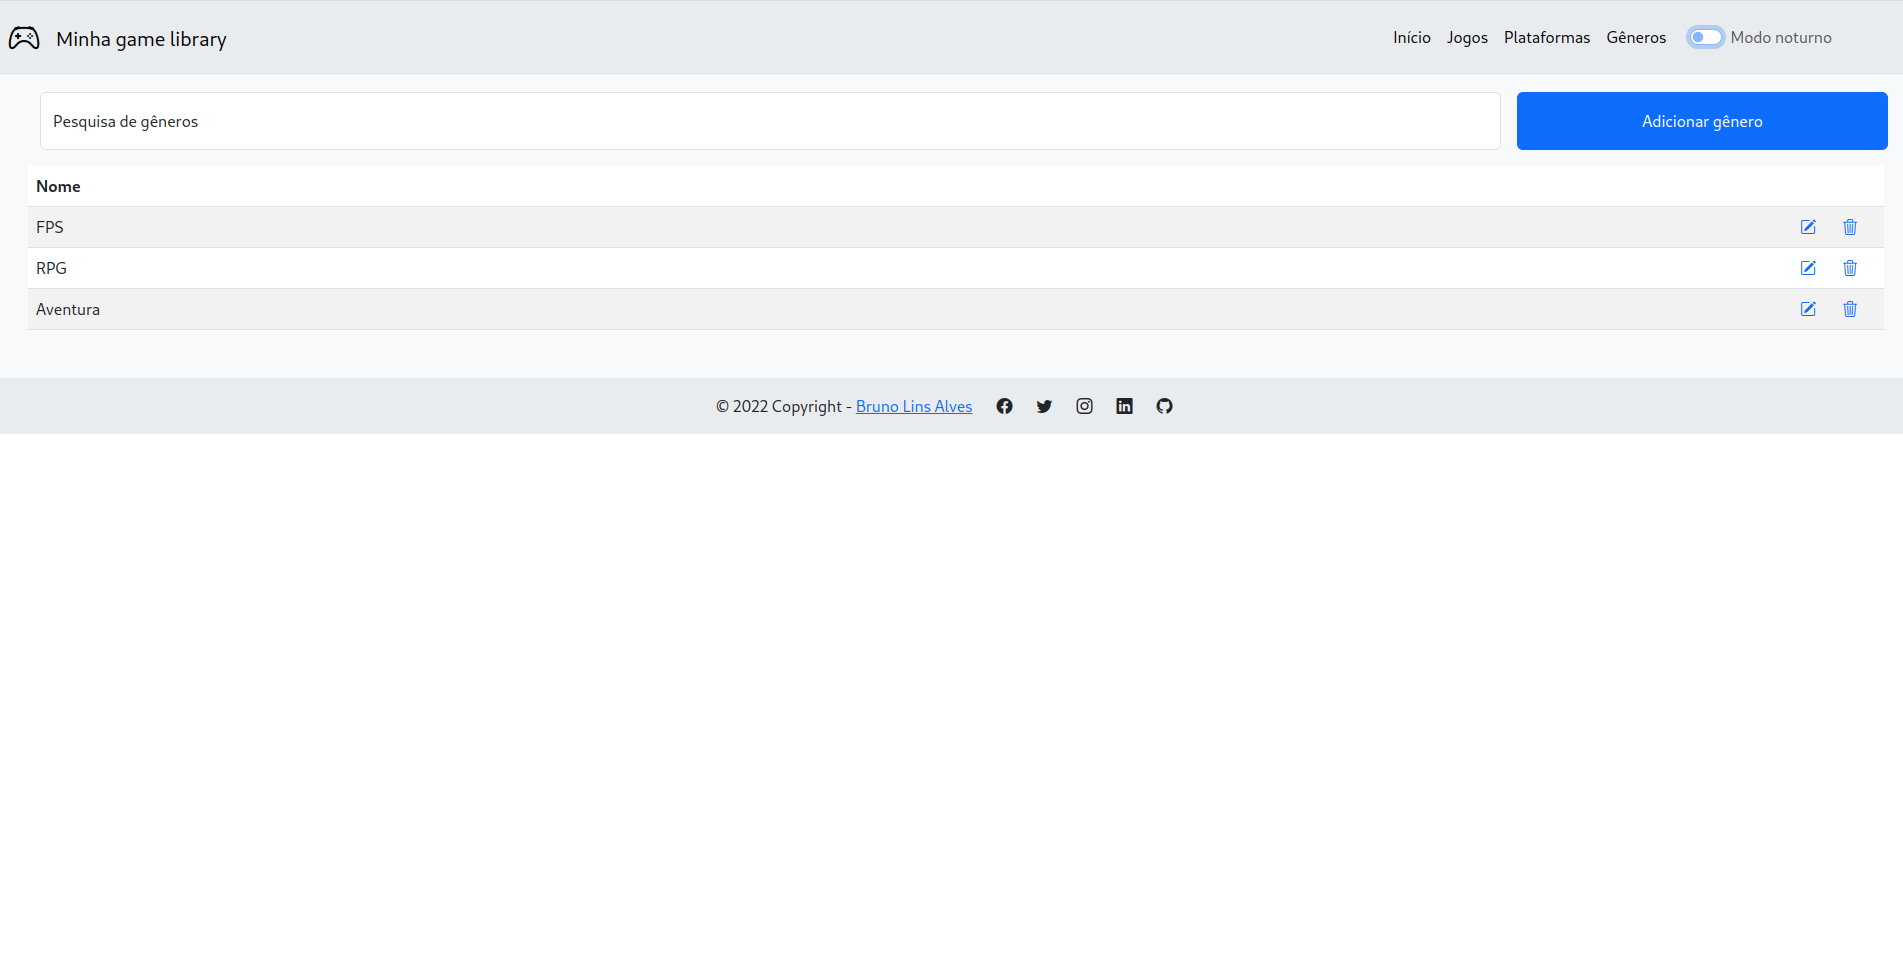 Minha game library
Início Jogos Plataformas Gêneros Modo noturno
Pesquisa de gêneros
Adicionar gênero
Nome
FPS
RPG
Aventura
© 2022 Copyright - Bruno Lins Alves